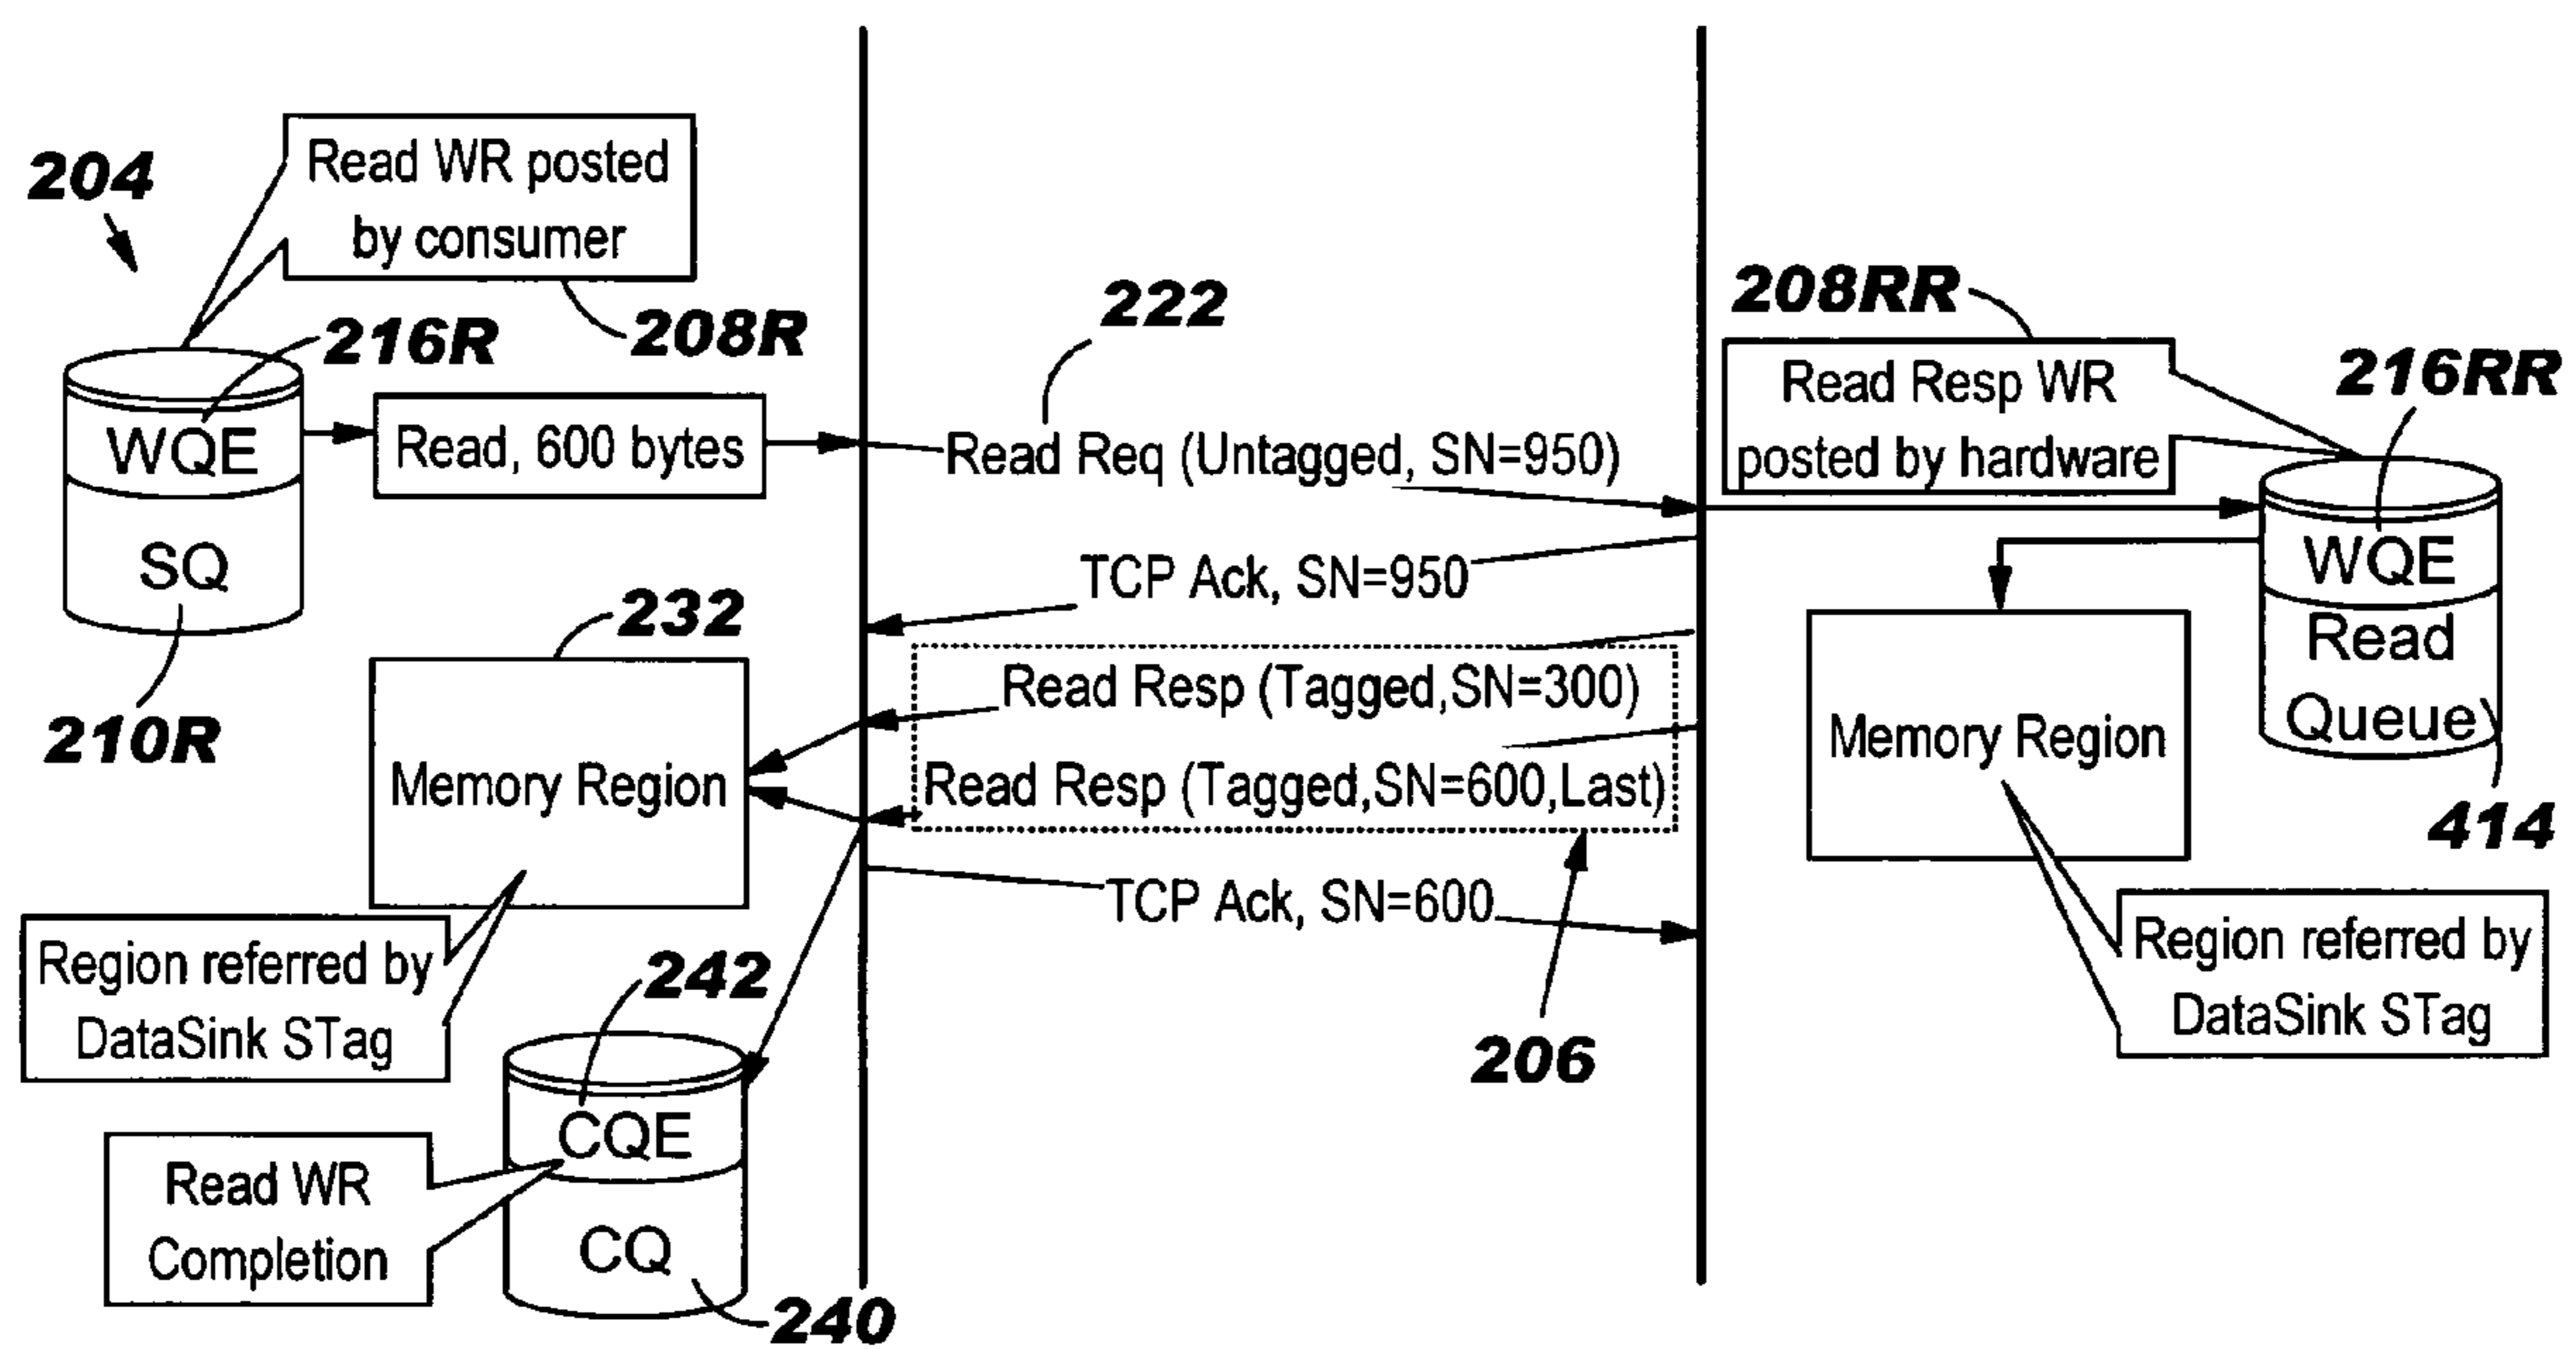 204
Read WR posted
by consumer
208R
216R
WQE
SQ
210R
Read, 600 bytes
222
Read Req (Untagged, SN=950)
TCP Ack, SN=950
Read Resp (Tagged,SN=300)
Read Resp (Tagged,SN=600,Last)
TCP Ack, SN=600
206
208RR
Read Resp WR
posted by hardware
216RR
WQE
Read
Queue
414
Memory Region
Region referred by
DataSink STag
232
Memory Region
Region referred by
DataSink STag
242
CQE
CQ
240
Read WR
Completion